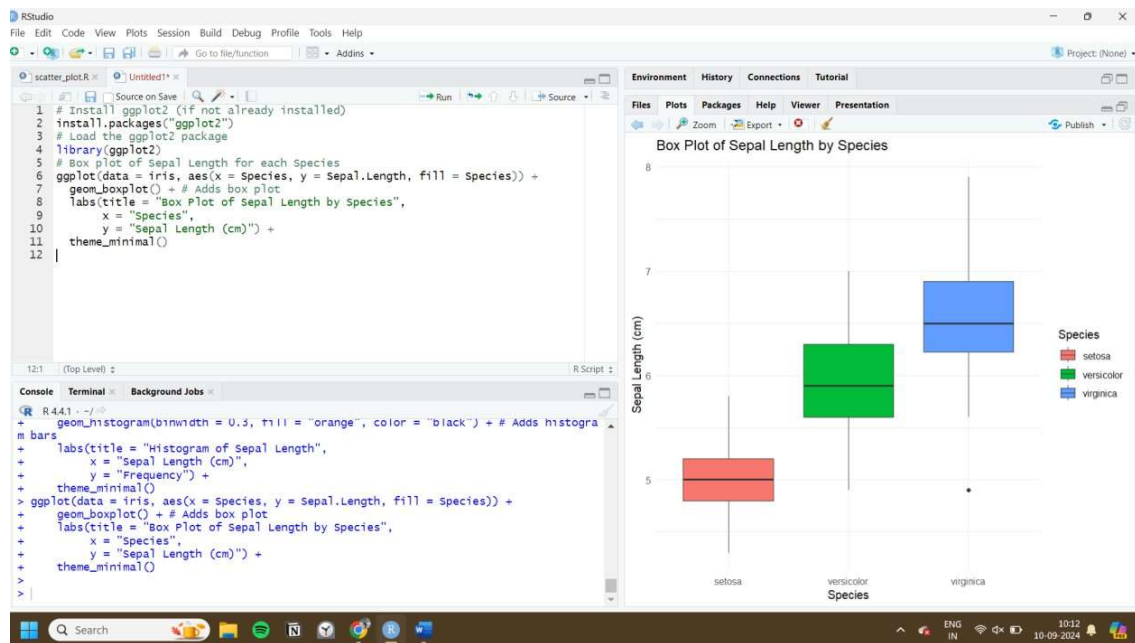 RStudio
File Edit Code View Plots Session Build Debug Profile Tools Help
Go to file/function Addins Project: (None)
scatter_plot.R Untitled1*
Source on Save Run Source
1 # Install ggplot2 (if not already installed)
2 install.packages("ggplot2")
3 # Load the ggplot2 package
4 library(ggplot2)
5 # Box plot of Sepal Length for each Species
6 ggplot(data = iris, aes(x = Species, y = Sepal.Length, fill = Species)) +
7 geom_boxplot() + # Adds box plot
8 labs(title = "Box Plot of Sepal Length by Species",
9 x = "Species",
10 y = "Sepal Length (cm)") +
11 theme_minimal()
12
12:1 (Top Level) R Script
Console Terminal Background Jobs
R R 4.4.1 · ~/
+ geom_histogram(binwidth = 0.3, fill = "orange", color = "black") + # Adds histogra
m bars
+ labs(title = "Histogram of Sepal Length",
+ x = "Sepal Length (cm)",
+ y = "Frequency") +
+ theme_minimal()
> ggplot(data = iris, aes(x = Species, y = Sepal.Length, fill = Species)) +
+ geom_boxplot() + # Adds box plot
+ labs(title = "Box Plot of Sepal Length by Species",
+ x = "Species",
+ y = "Sepal Length (cm)") +
+ theme_minimal()
>
>
Environment History Connections Tutorial
Files Plots Packages Help Viewer Presentation
Zoom Export Publish
Box Plot of Sepal Length by Species
8
7
6
5
Sepal Length (cm)
setosa versicolor virginica
Species
Species
setosa
versicolor
virginica
Search
ENG
IN
10:12
10-09-2024